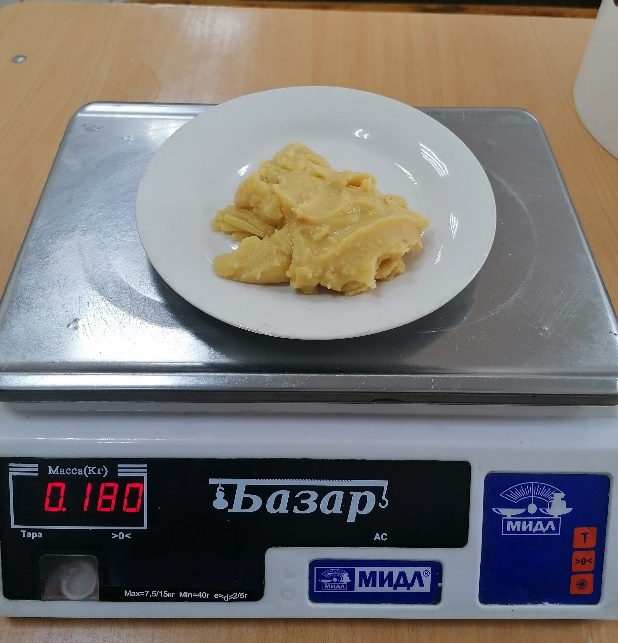 Масса(Кг)
0.180
Тара >0<
Базар
АС
МИДЛ®
Max=7,5/15кг Min=40г e=d=2/5г
МИДЛ
T
>0<